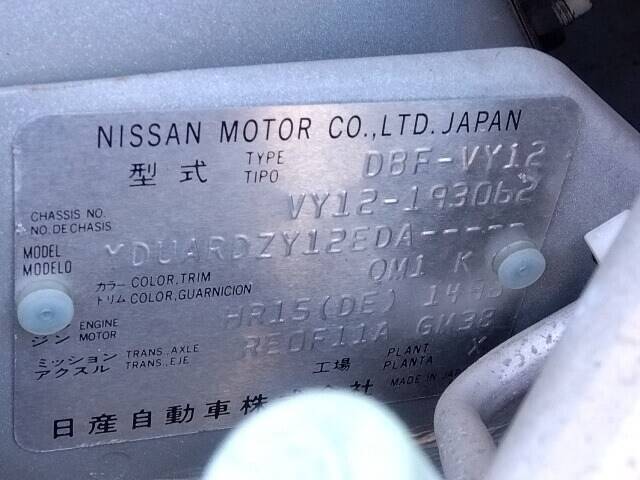 NISSAN MOTOR CO.,LTD. JAPAN
型式 TYPE TIPO DBF-VY12
CHASSIS NO. NO.DE CHASIS VY12-193062
MODEL MODELO YDUARDZY12EDA-----
カラー COLOR,TRIM トリム COLOR,GUARNICION QM1 K
ジン ENGINE MOTOR HR15(DE)
ミッション アクスル TRANS.,AXLE TRANS.,EJE RE0F11A GM38
工場 PLANT PLANTA X
日産自動車株 MADE IN